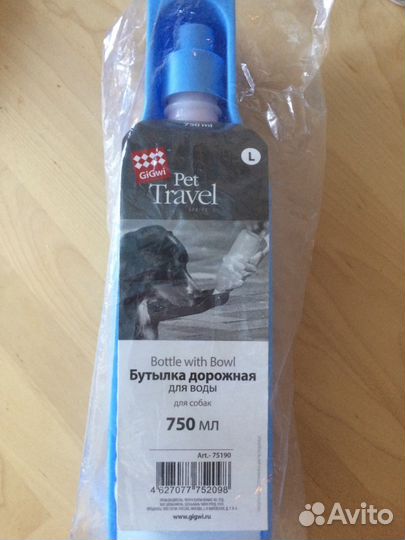 750 ml
L
GiGwi
Pet
Travel
SERIES
Bottle with Bowl
Бутылка дорожная
для воды
для собак
750 мл
Art.- 75190
4 627077 752098
www.gigwi.ru
Avito